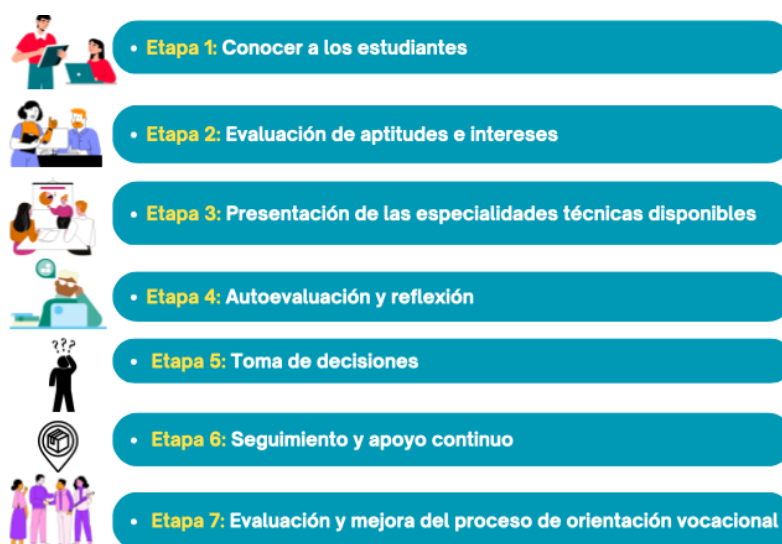 • Etapa 1: Conocer a los estudiantes
• Etapa 2: Evaluación de aptitudes e intereses
• Etapa 3: Presentación de las especialidades técnicas disponibles
• Etapa 4: Autoevaluación y reflexión
???
• Etapa 5: Toma de decisiones
• Etapa 6: Seguimiento y apoyo continuo
• Etapa 7: Evaluación y mejora del proceso de orientación vocacional